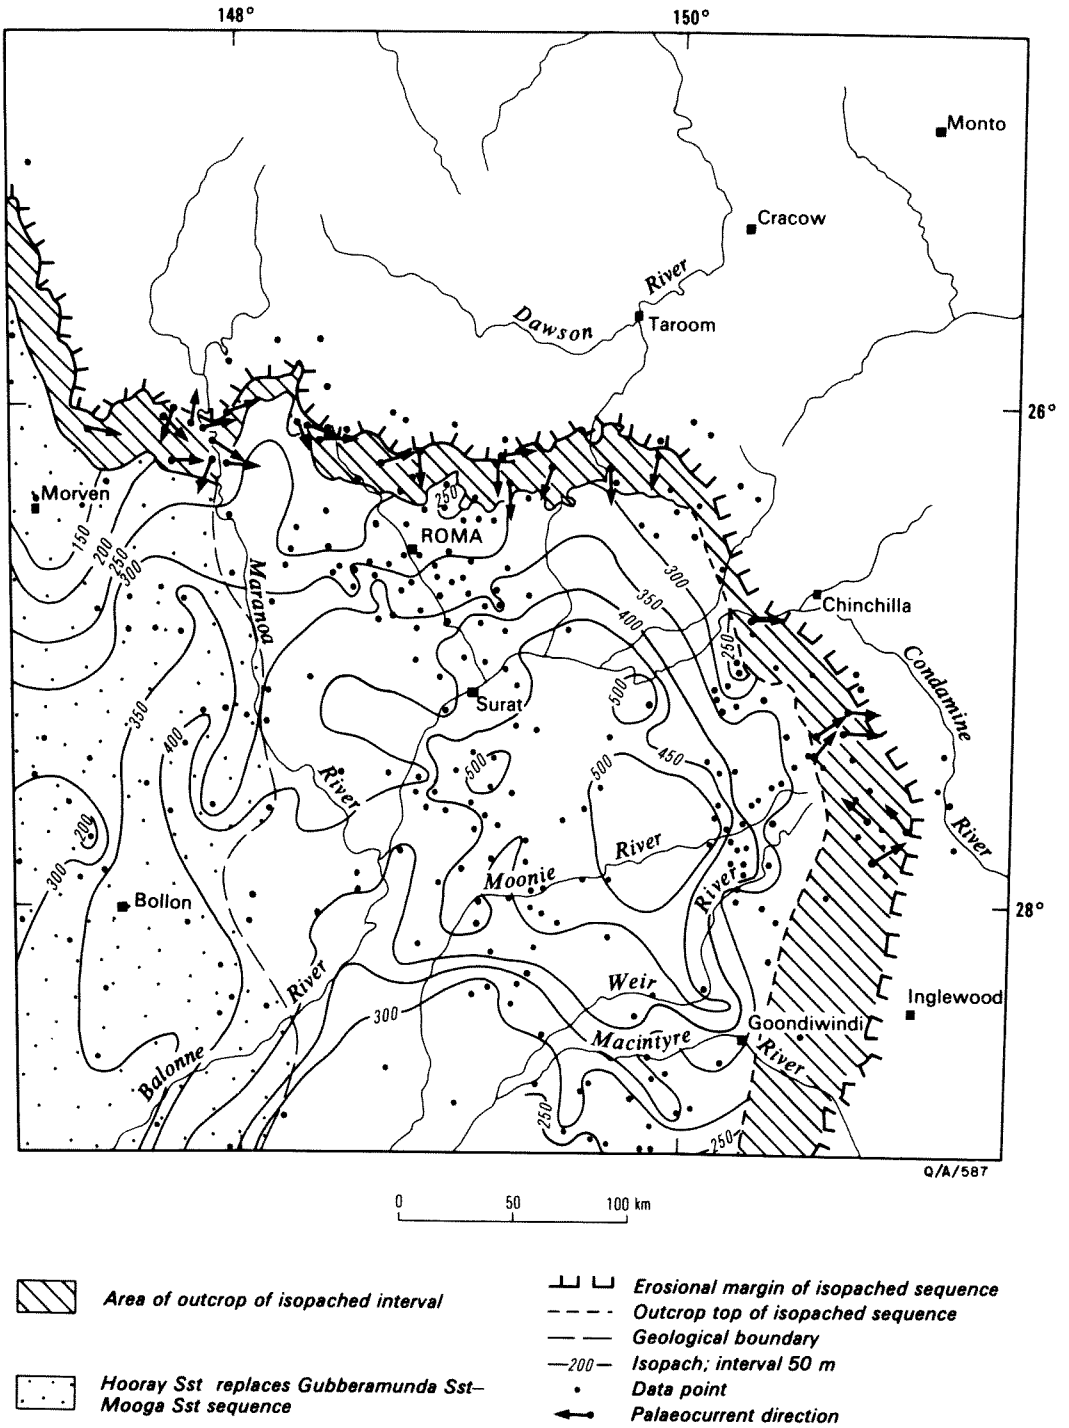 148°
150°
Monto
Cracow
River
Dawson
Taroom
26°
Morven
250
ROMA
150
200
250
300
Maranoa
300
350
400
Chinchilla
250
Condamine
500
Surat
350
400
500
450
500
River
200
300
River
Moonie
River
River
Bollon
28°
River
Weir
Inglewood
300
Goondiwindi
Macintyre
River
Balonne
250
250
Q/A/587
0 50 100 km
Area of outcrop of isopached interval
Hooray Sst replaces Gubberamunda Sst–
Mooga Sst sequence
Erosional margin of isopached sequence
Outcrop top of isopached sequence
Geological boundary
200 Isopach; interval 50 m
Data point
Palaeocurrent direction